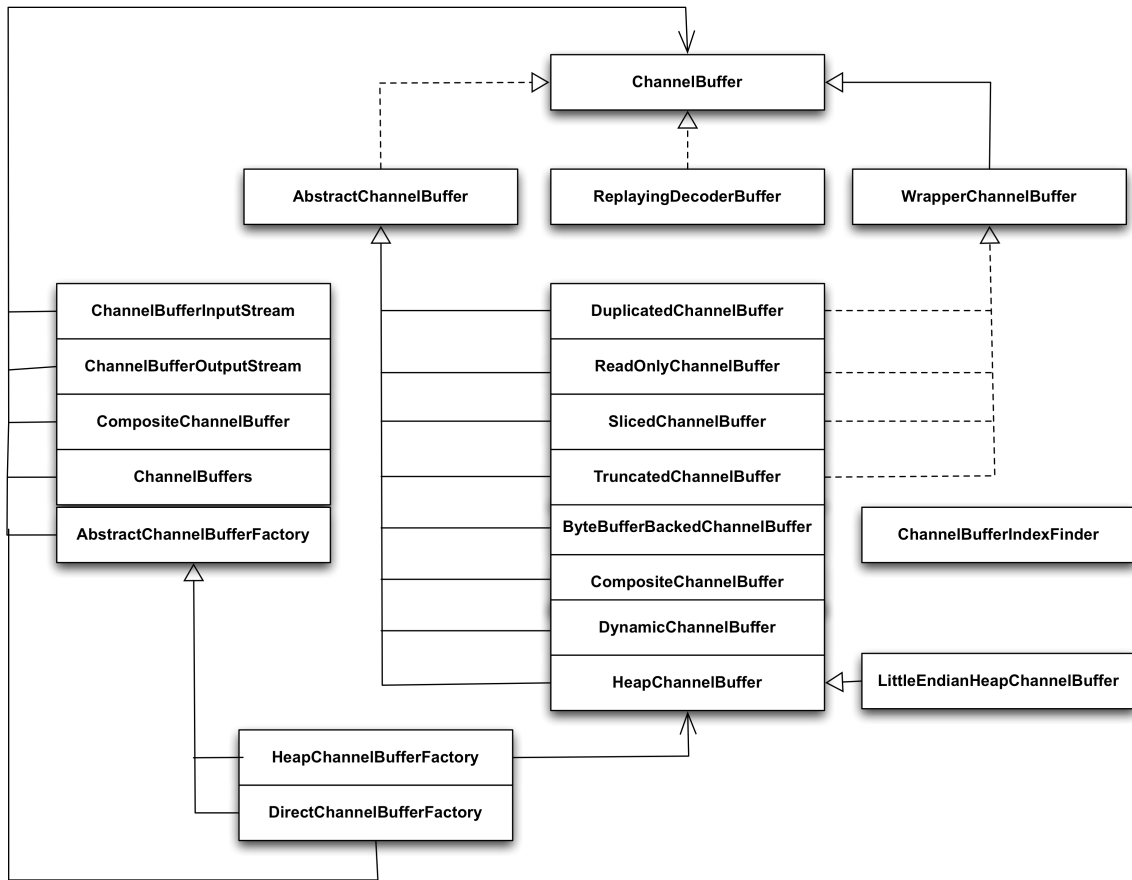 ChannelBuffer
AbstractChannelBuffer
ReplayingDecoderBuffer
WrapperChannelBuffer
ChannelBufferInputStream
ChannelBufferOutputStream
CompositeChannelBuffer
ChannelBuffers
AbstractChannelBufferFactory
DuplicatedChannelBuffer
ReadOnlyChannelBuffer
SlicedChannelBuffer
TruncatedChannelBuffer
ByteBufferBackedChannelBuffer
CompositeChannelBuffer
DynamicChannelBuffer
HeapChannelBuffer
ChannelBufferIndexFinder
LittleEndianHeapChannelBuffer
HeapChannelBufferFactory
DirectChannelBufferFactory